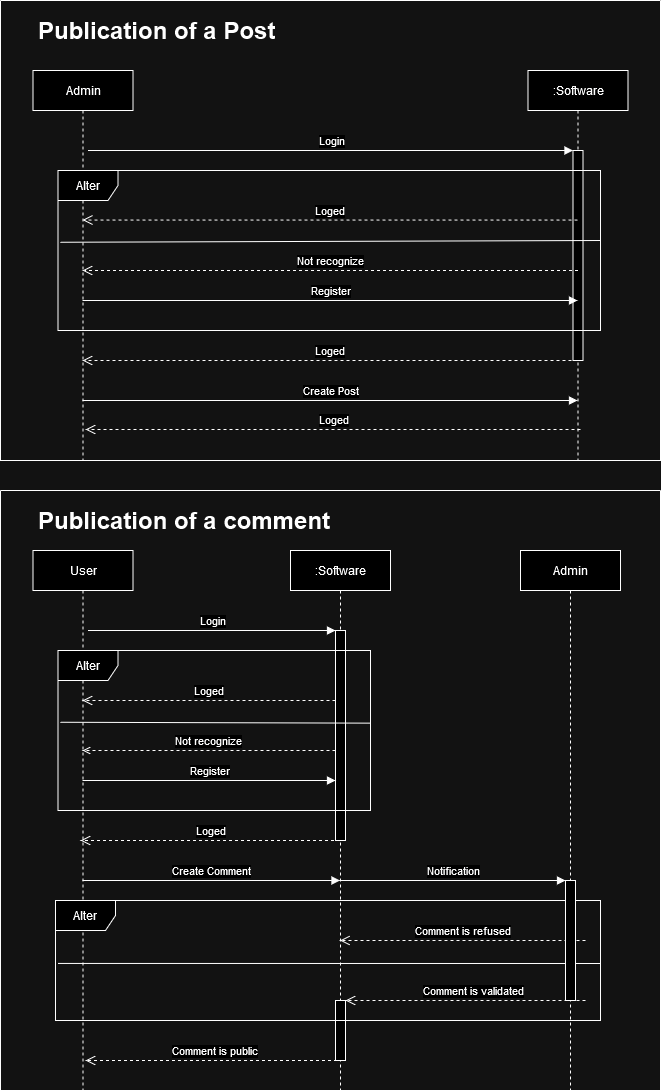 Publication of a Post
Admin
:Software
Login
Alter
Loged
Not recognize
Register
Loged
Create Post
Loged
Publication of a comment
User
:Software
Admin
Login
Alter
Loged
Not recognize
Register
Loged
Create Comment
Notification
Alter
Comment is refused
Comment is validated
Comment is public